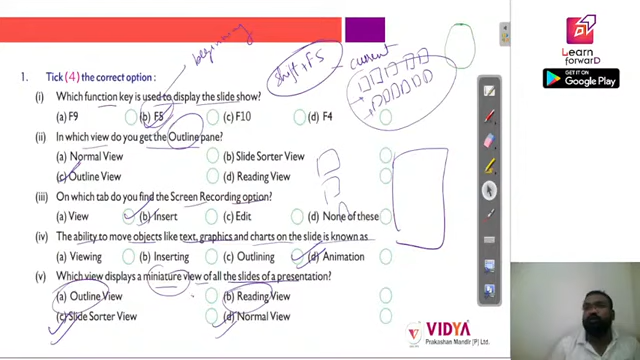 beginning
Shift+F5
current
Learn
forwarD
GET IT ON
Google Play
1. Tick (4) the correct option :
(i) Which function key is used to display the slide show?
(a) F9 (b) F5 (c) F10 (d) F4
(ii) In which view do you get the Outline pane?
(a) Normal View (b) Slide Sorter View
(c) Outline View (d) Reading View
(iii) On which tab do you find the Screen Recording option?
(a) View (b) Insert (c) Edit (d) None of these
(iv) The ability to move objects like text, graphics and charts on the slide is known as
(a) Viewing (b) Inserting (c) Outlining (d) Animation
(v) Which view displays a miniature view of all the slides of a presentation?
(a) Outline View (b) Reading View
(c) Slide Sorter View (d) Normal View
VIDYA
Prakashan Mandir (P) Ltd.